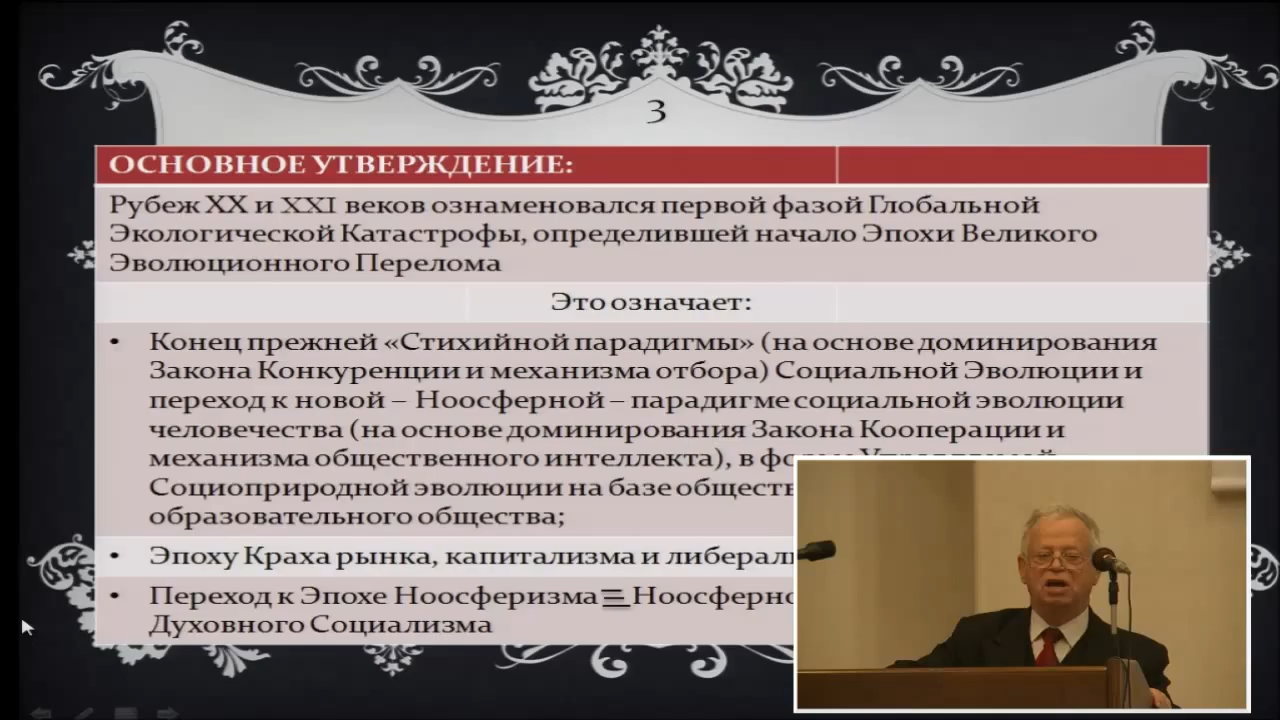 3
ОСНОВНОЕ УТВЕРЖДЕНИЕ:
Рубеж XX и XXI веков ознаменовался первой фазой Глобальной
Экологической Катастрофы, определившей начало Эпохи Великого
Эволюционного Перелома
Это означает:
• Конец прежней «Стихийной парадигмы» (на основе доминирования
Закона Конкуренции и механизма отбора) Социальной Эволюции и
переход к новой – Ноосферной – парадигме социальной эволюции
человечества (на основе доминирования Закона Кооперации и
механизма общественного интеллекта), в
Социоприродной эволюции на базе
образовательного общества;
• Эпоху Краха рынка, капитализма и
• Переход к Эпохе Ноосферизма =
Духовного Социализма